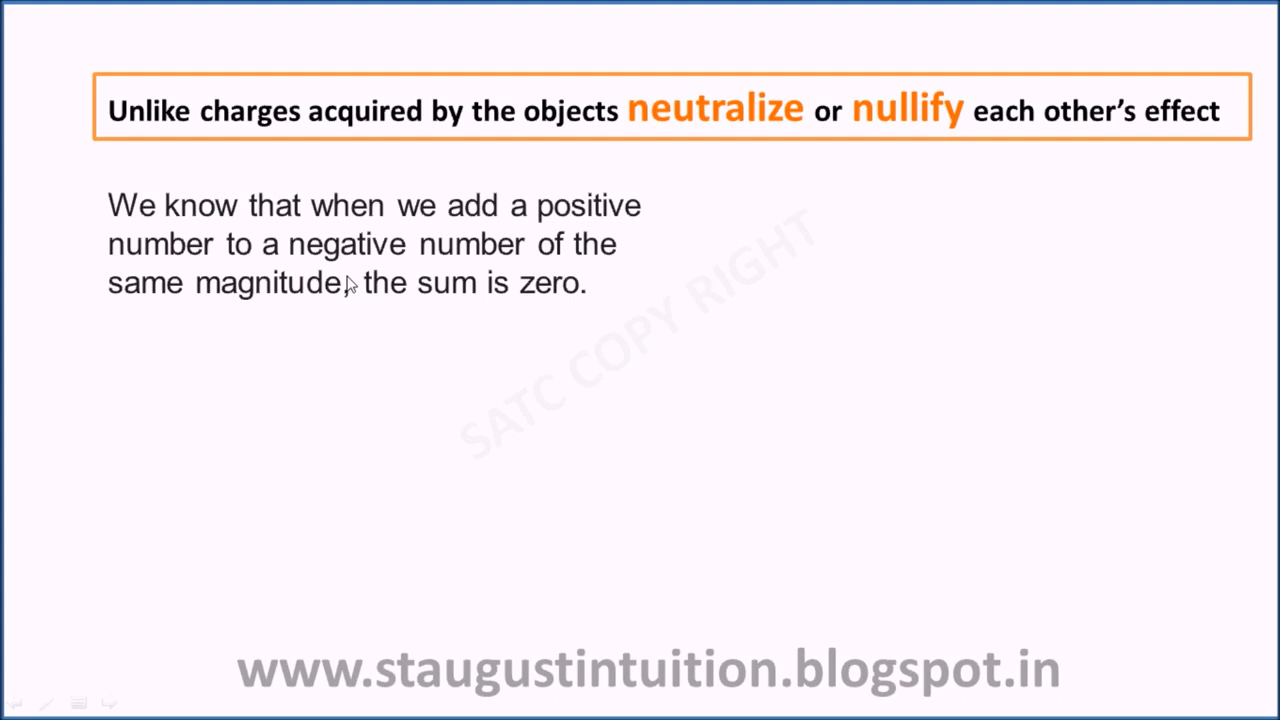 Unlike charges acquired by the objects neutralize or nullify each other's effect
We know that when we add a positive
number to a negative number of the
same magnitude, the sum is zero.
SATC COPY RIGHT
www.staugustintuition.blogspot.in